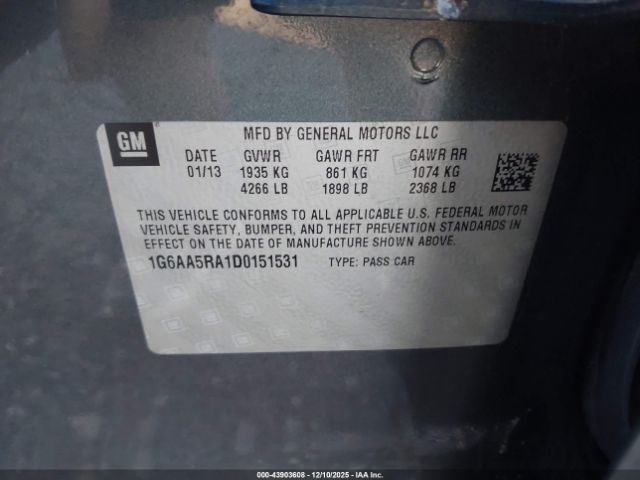 GM
MFD BY GENERAL MOTORS LLC
DATE GVWR GAWR FRT GAWR RR
01/13 1935 KG 861 KG 1074 KG
4266 LB 1898 LB 2368 LB
THIS VEHICLE CONFORMS TO ALL APPLICABLE U.S. FEDERAL MOTOR
VEHICLE SAFETY, BUMPER, AND THEFT PREVENTION STANDARDS IN
EFFECT ON THE DATE OF MANUFACTURE SHOWN ABOVE.
1G6AA5RA1D0151531 TYPE: PASS CAR
000-43903608 - 12/10/2025 - IAA Inc.